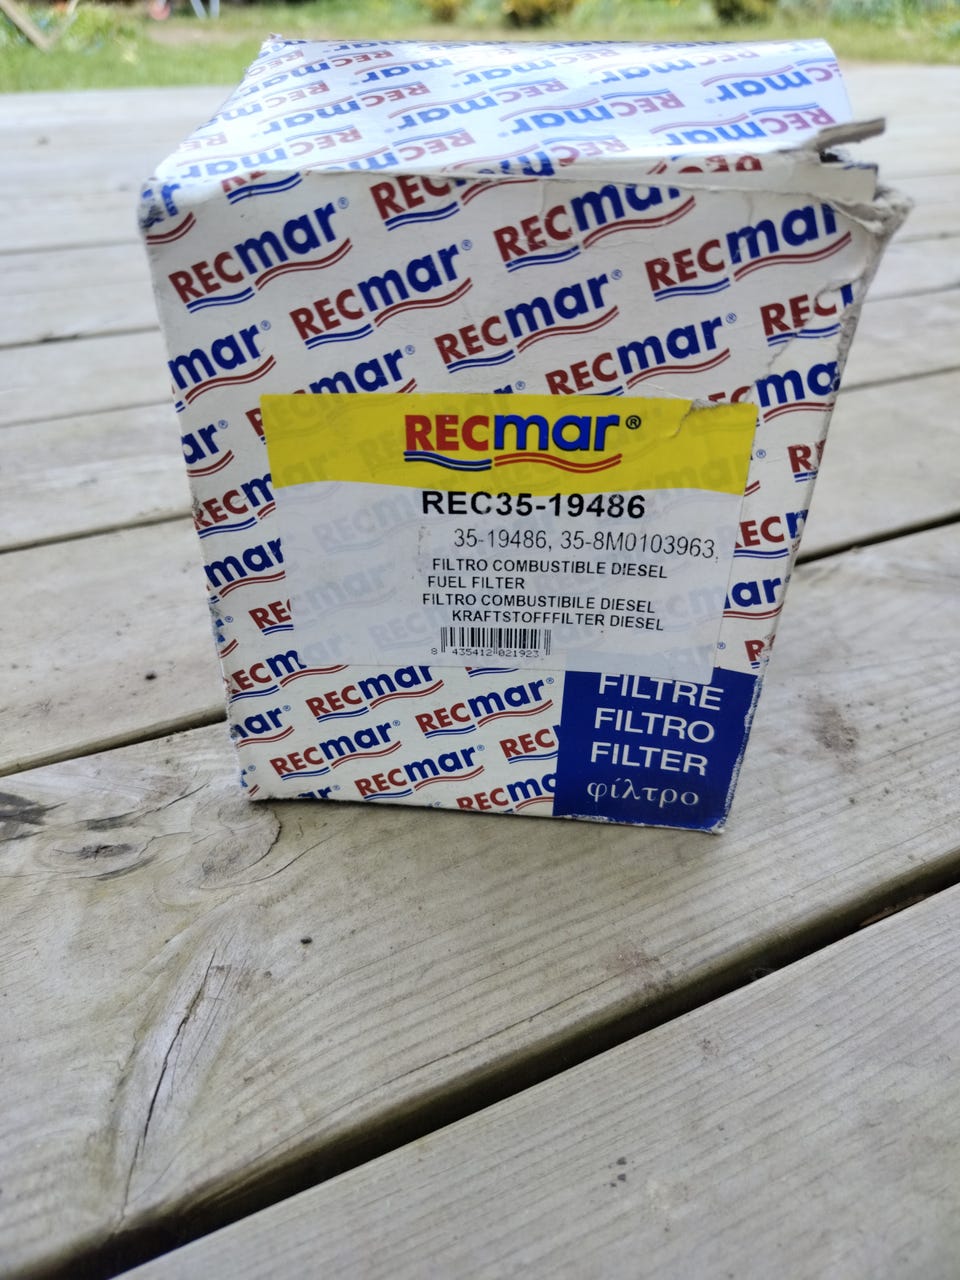 RECmar®
REC35-19486
35-19486, 35-8M0103963,
FILTRO COMBUSTIBLE DIESEL
FUEL FILTER
FILTRO COMBUSTIBILE DIESEL
KRAFTSTOFFFILTER DIESEL
8 435412 021923
FILTRE
FILTRO
FILTER
φίλτρο